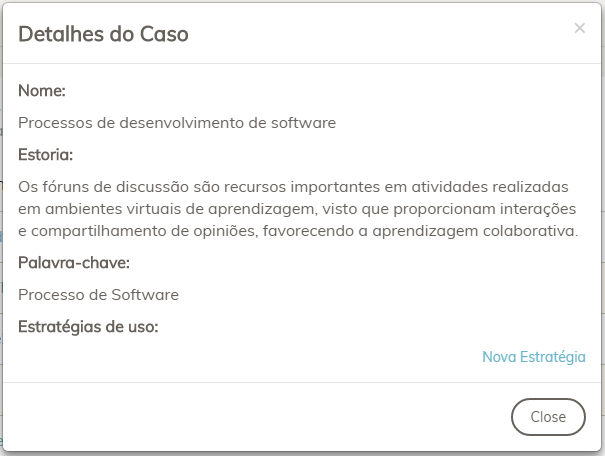 Detalhes do Caso
×
Nome:
Processos de desenvolvimento de software
Estoria:
Os fóruns de discussão são recursos importantes em atividades realizadas
em ambientes virtuais de aprendizagem, visto que proporcionam interações
e compartilhamento de opiniões, favorecendo a aprendizagem colaborativa.
Palavra-chave:
Processo de Software
Estratégias de uso:
Nova Estratégia
Close